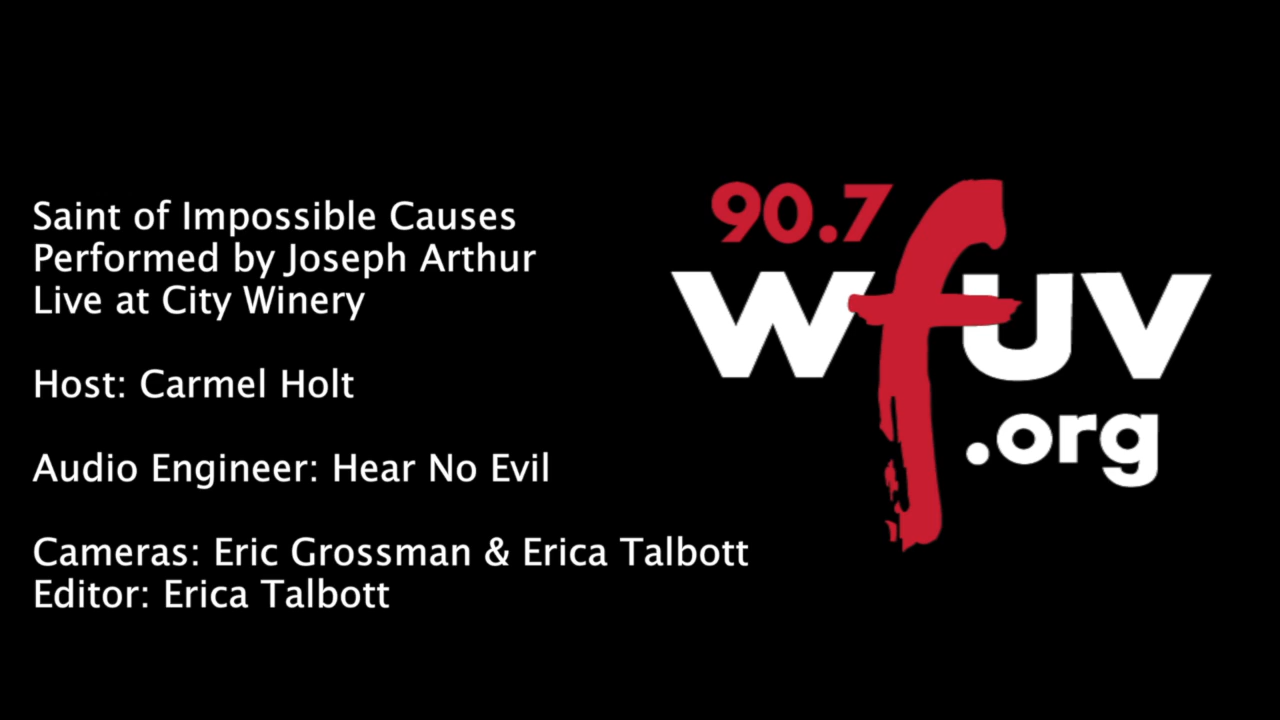 Saint of Impossible Causes
Performed by Joseph Arthur
Live at City Winery
Host: Carmel Holt
Audio Engineer: Hear No Evil
Cameras: Eric Grossman & Erica Talbott
Editor: Erica Talbott
90.7
wfuv
.org